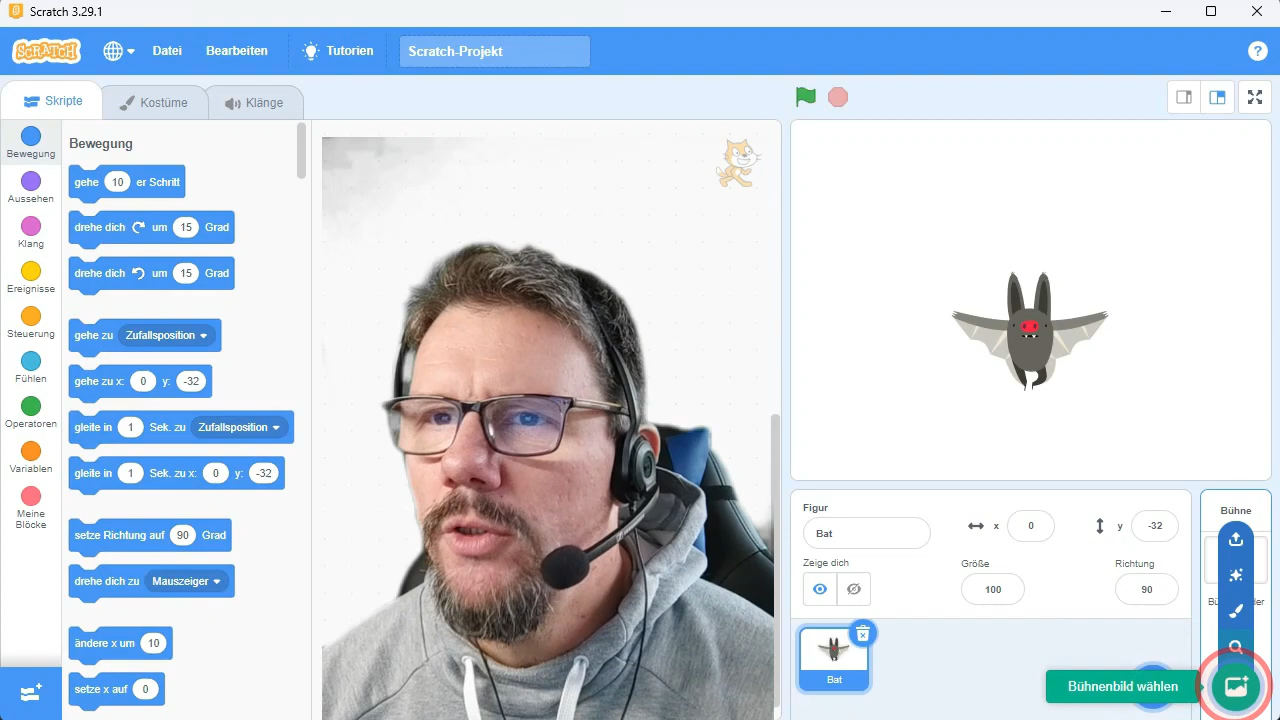 Scratch 3.29.1
SCRATCH
Datei
Bearbeiten
Tutorien
Scratch-Projekt
?
Skripte
Kostüme
Klänge
Bewegung
Aussehen
Klang
Ereignisse
Steuerung
Fühlen
Operatoren
Variablen
Meine
Blöcke
Bewegung
gehe 10 er Schritt
drehe dich um 15 Grad
drehe dich um 15 Grad
gehe zu Zufallsposition
gehe zu x: 0 y: -32
gleite in 1 Sek. zu Zufallsposition
gleite in 1 Sek. zu x: 0 y: -32
setze Richtung auf 90 Grad
drehe dich zu Mauszeiger
ändere x um 10
setze x auf 0
Figur
Bat
x 0
y -32
Zeige dich
Größe
100
Richtung
90
Bat
Bühne
Bühnenbild wählen